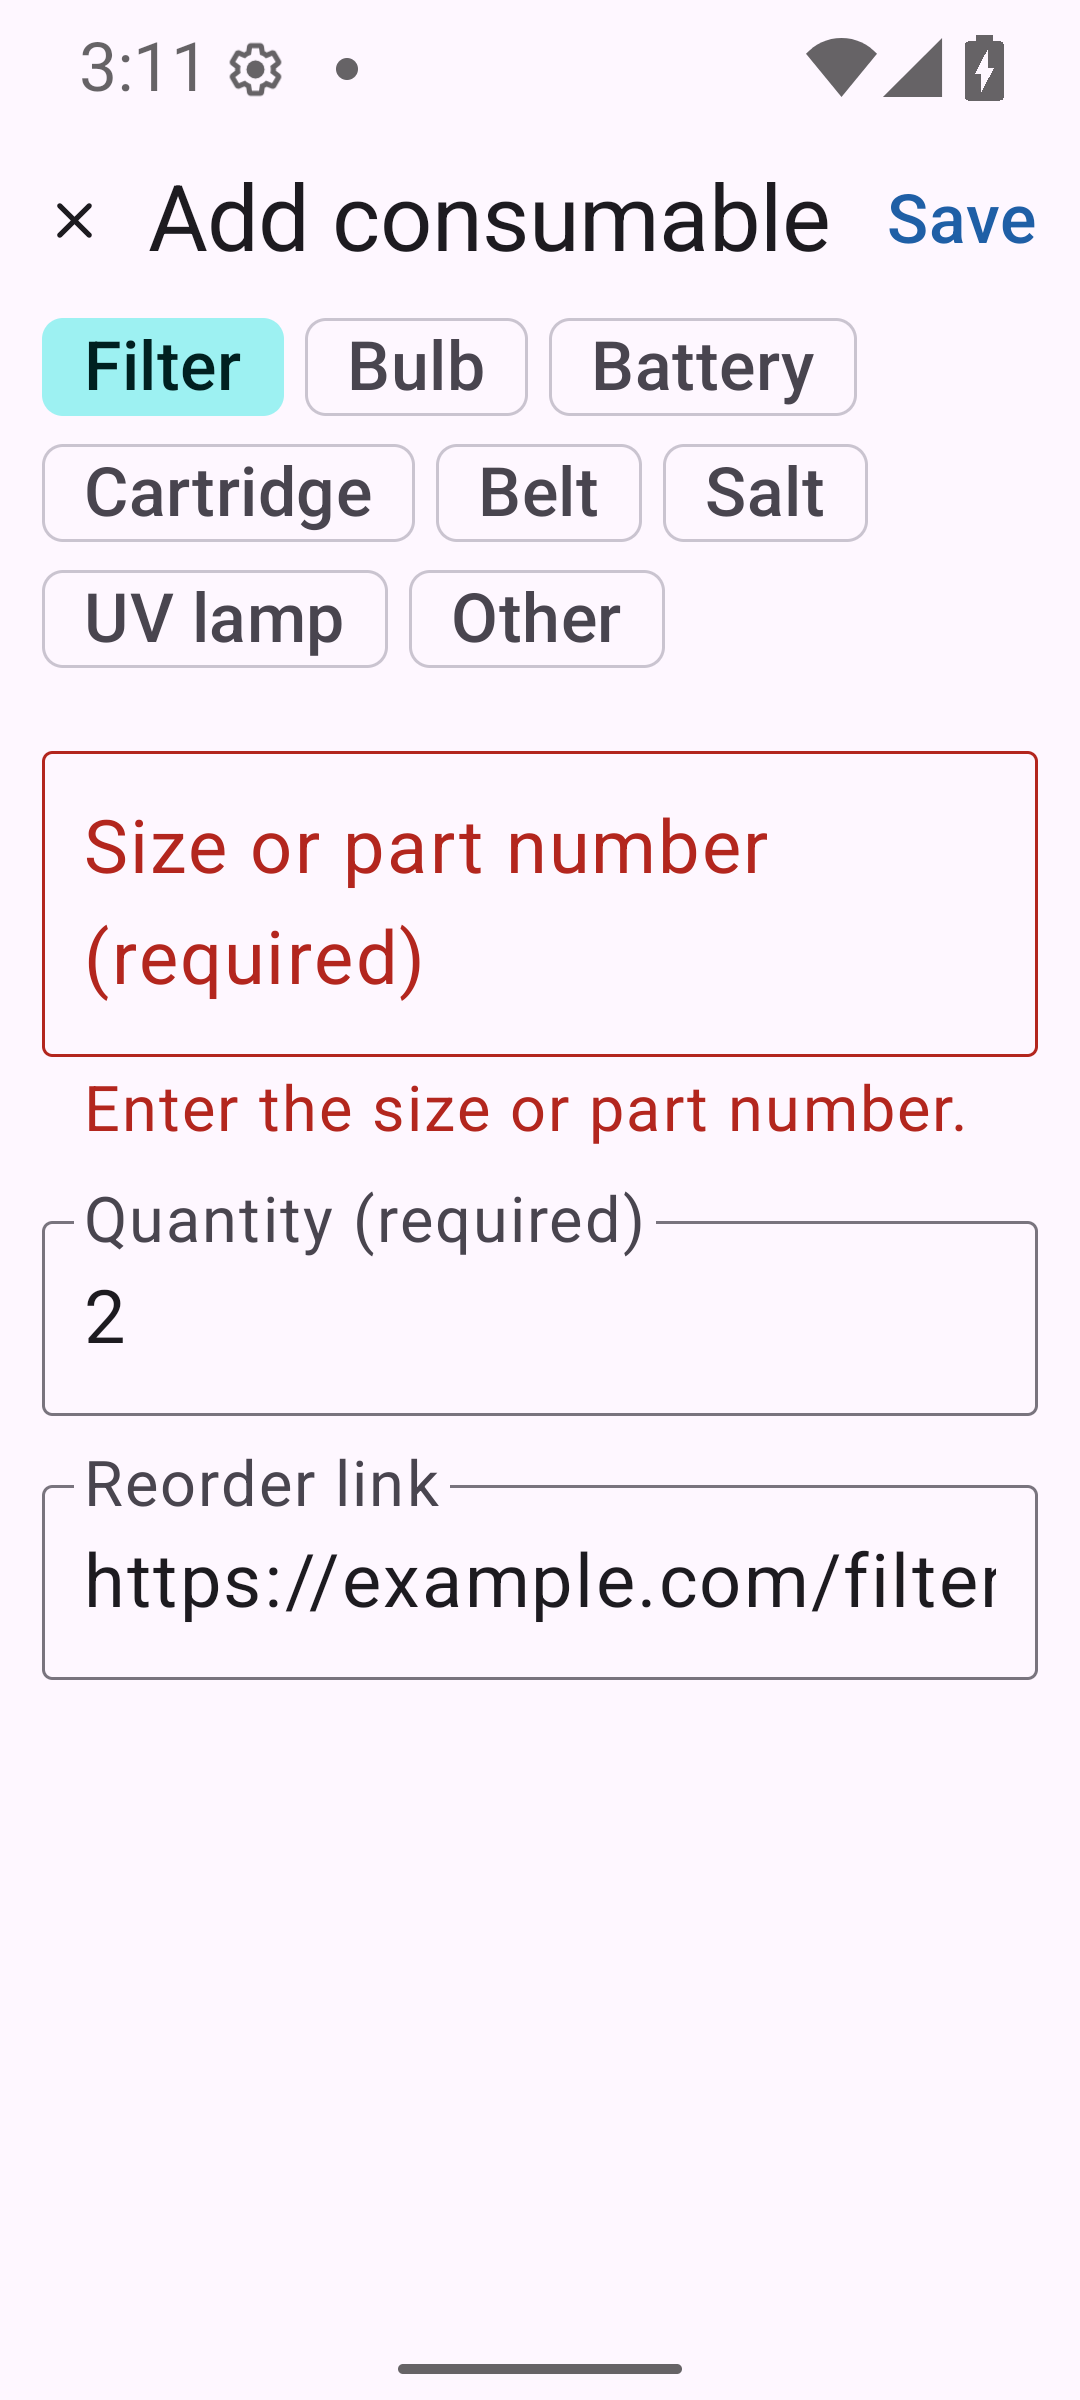 3:11
Add consumable
Save
Filter
Bulb
Battery
Cartridge
Belt
Salt
UV lamp
Other
Size or part number
(required)
Enter the size or part number.
Quantity (required)
2
Reorder link
https://example.com/filter